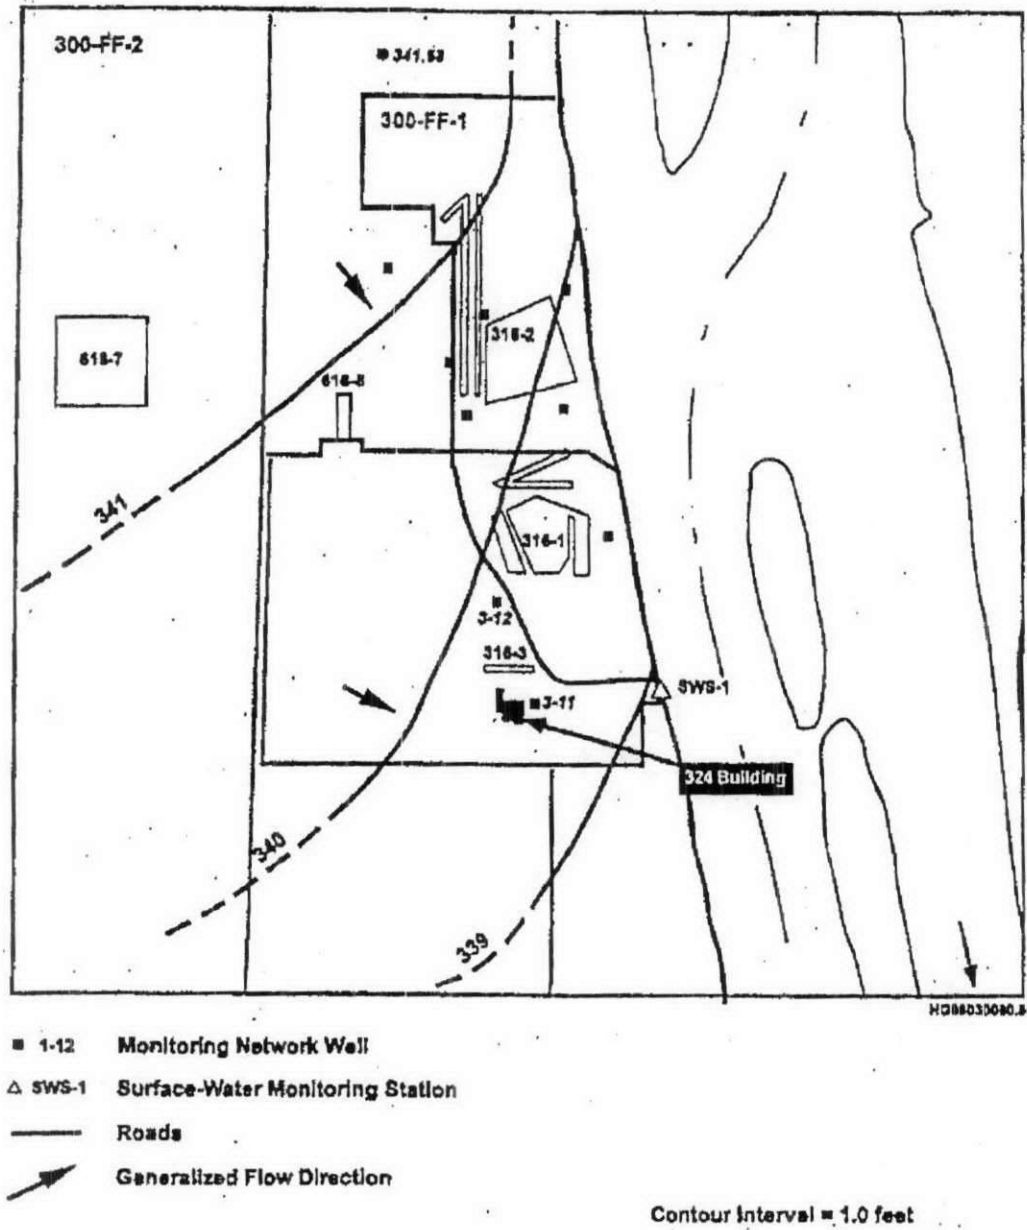 300-FF-2
341.53
300-FF-1
316-2
618-7
341
316-1
3-12
316-3
SWS-1
3-11
324 Building
340
339
1-12 Monitoring Network Well
SWS-1 Surface-Water Monitoring Station
Roads
Generalized Flow Direction
Contour Interval = 1.0 feet